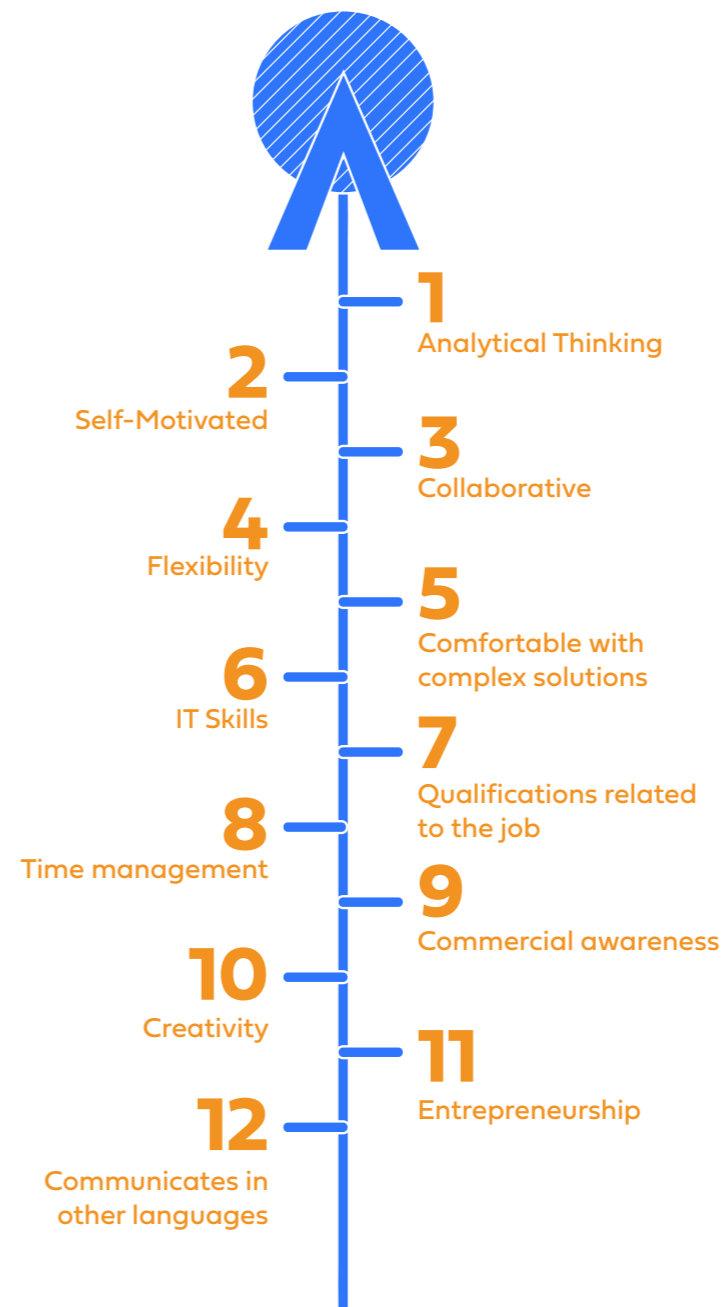 1
Analytical Thinking
2
Self-Motivated
3
Collaborative
4
Flexibility
5
Comfortable with
complex solutions
6
IT Skills
7
Qualifications related
to the job
8
Time management
9
Commercial awareness
10
Creativity
11
Entrepreneurship
12
Communicates in
other languages